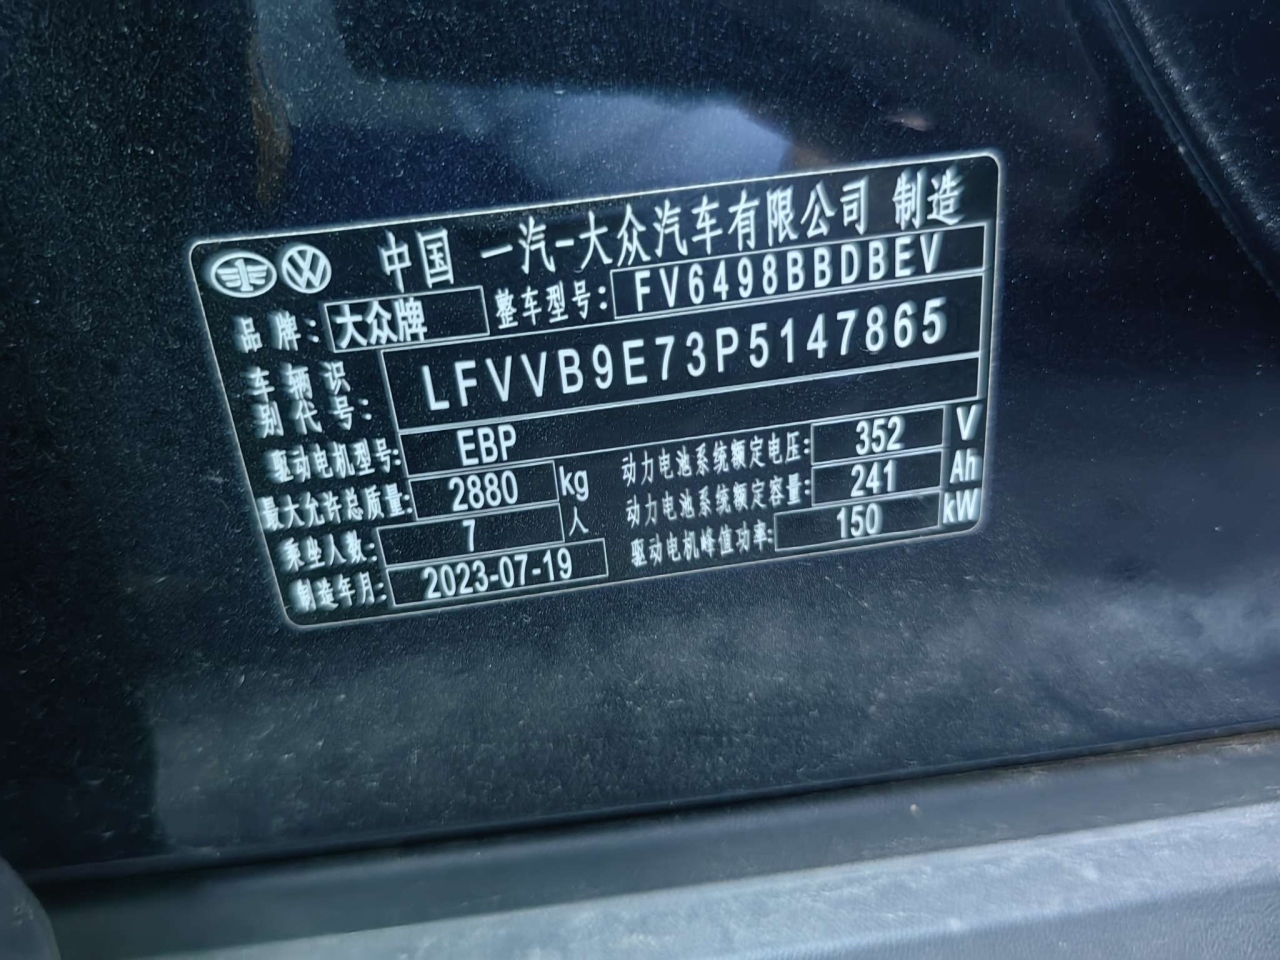 中国 一汽-大众汽车有限公司 制造
品牌: 大众牌 整车型号: FV6498BBDBEV
车辆识别代号: LFVVB9E73P5147865
驱动电机型号: EBP
最大允许总质量: 2880 kg 动力电池系统额定电压: 352 V
乘坐人数: 7 人 动力电池系统额定容量: 241 Ah
制造年月: 2023-07-19 驱动电机峰值功率: 150 kW